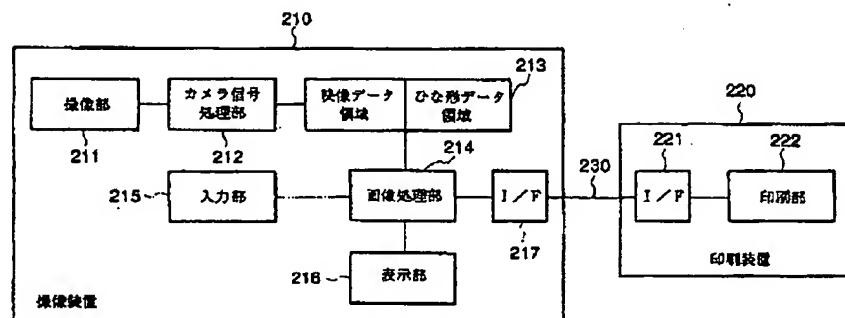 210
撮像部
211
カメラ信号
処理部
212
映像データ
領域
ひな形データ
領域
213
214
215
入力部
画像処理部
I/F
217
216
表示部
撮像装置
230
220
221
222
I/F
印刷部
印刷装置